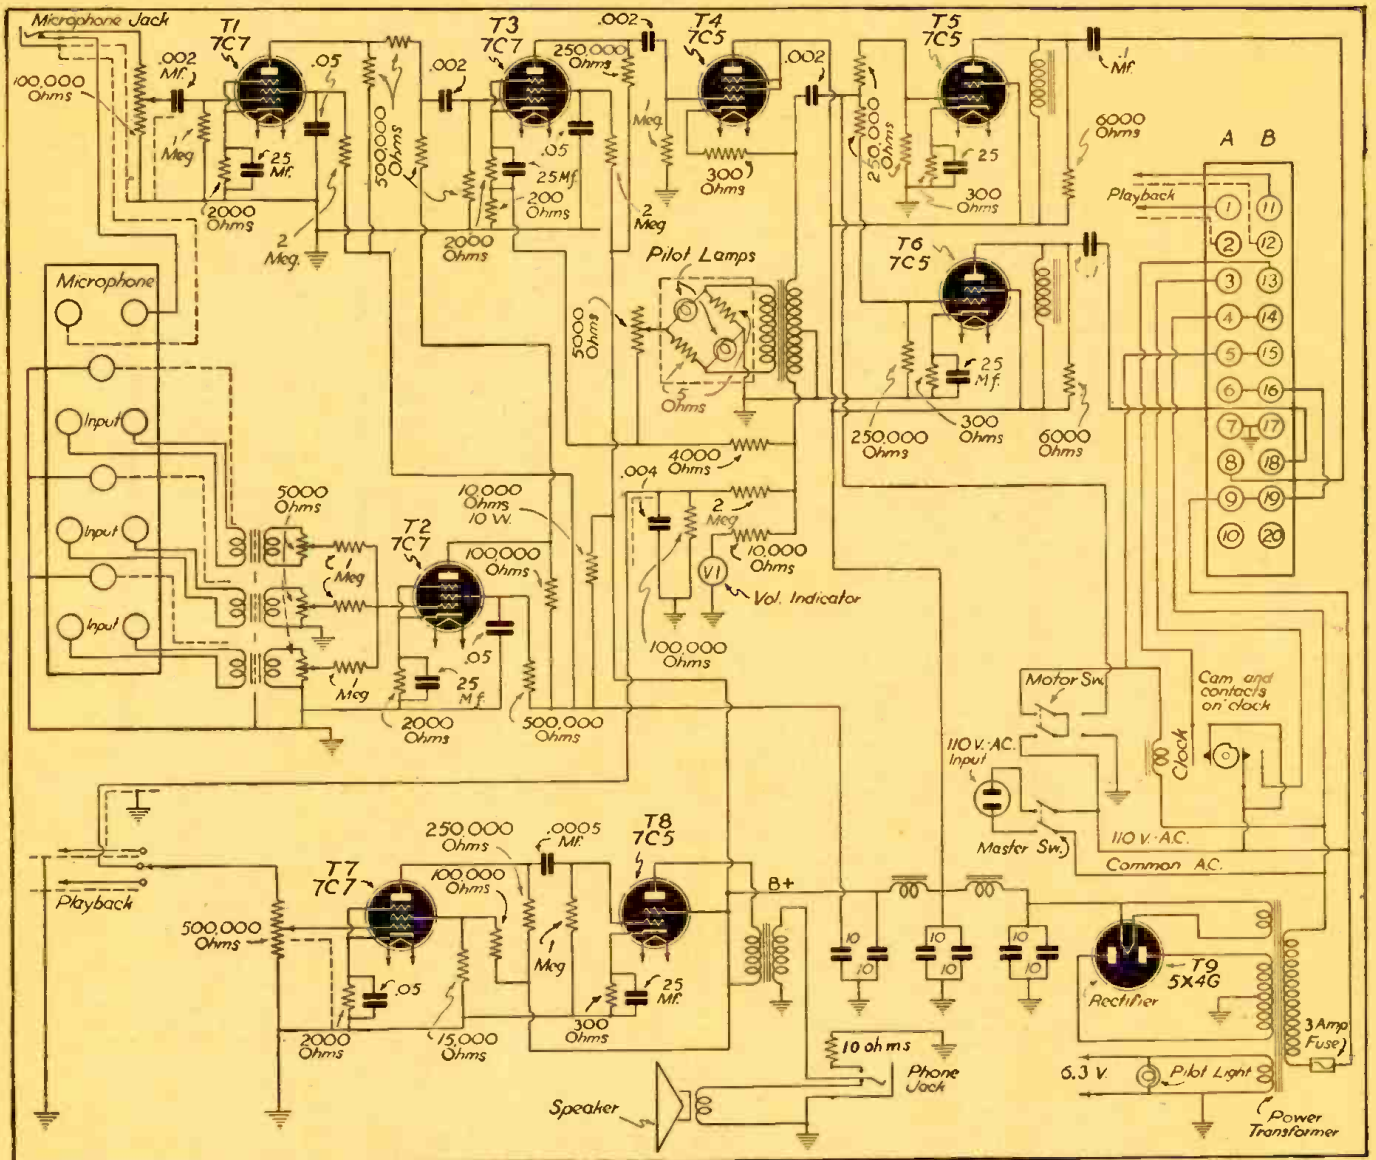 Microphone Jack
T1
7C7
.002
Mf.
100,000
Ohms
1
Meg
.05
25
Mf.
2000
Ohms
2
Meg.
500,000
Ohms
.002
T3
7C7
250,000
Ohms
.002
.05
25 Mf.
200
Ohms
2000
Ohms
2
Meg
1
Meg.
T4
7C5
300
Ohms
.002
T5
7C5
250,000
Ohms
25
300
Ohms
.1
Mf.
6000
Ohms
A B
Playback
1 11
2 12
3 13
4 14
5 15
6 16
7 17
8 18
9 19
10 20
T6
7C5
.1
25
Mf.
250,000
Ohms
300
Ohms
6000
Ohms
Pilot Lamps
5000
Ohms
5
Ohms
4000
Ohms
.004
2
Meg
10,000
Ohms
VI
Vol. Indicator
100,000
Ohms
Microphone
Input
Input
Input
5000
Ohms
1
Meg
1
Meg
T2
7C7
10,000
Ohms
10 W.
100,000
Ohms
.05
25
Mf.
2000
Ohms
500,000
Ohms
Motor Sw.
Cam and
contacts
on clock
Clock
110 V. A.C.
Input
Master Sw.
110 V. A.C.
Common A.C.
Playback
500,000
Ohms
T7
7C7
.05
2000
Ohms
250,000
Ohms
100,000
Ohms
15,000
Ohms
.0005
Mf.
1
Meg
T8
7C5
25
Mf.
300
Ohms
B+
10
10
10
10
10
10
T9
5X4G
Rectifier
3 Amp
Fuse
6.3 V.
Pilot Light
Power
Transformer
10 ohms
Phone
Jack
Speaker